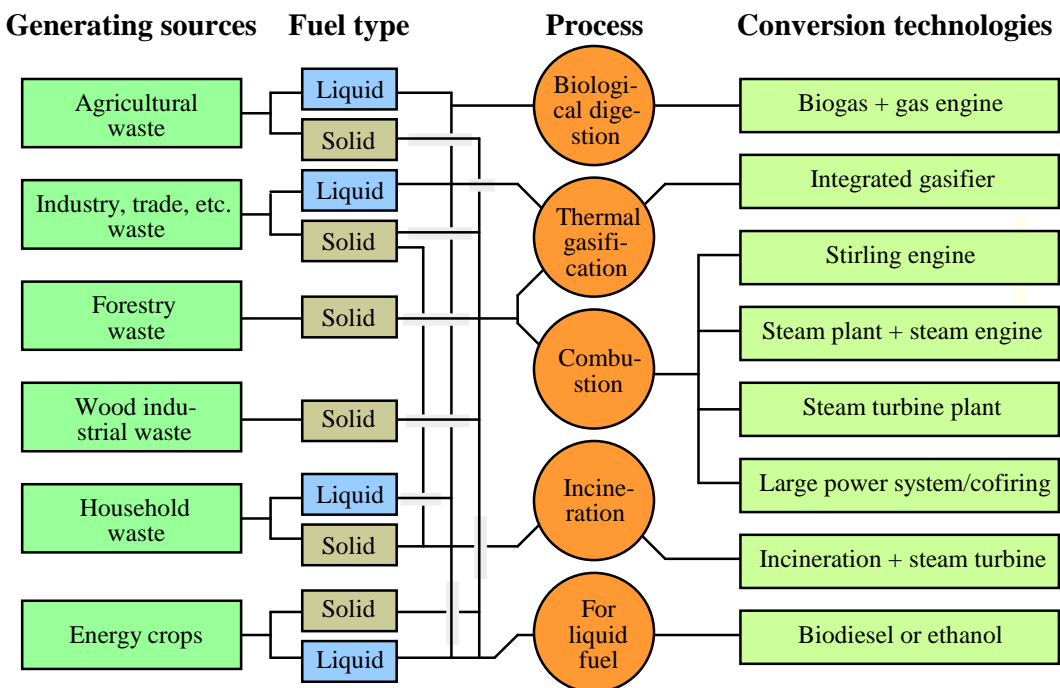 Generating sources
Fuel type
Process
Conversion technologies
Agricultural
waste
Liquid
Solid
Biologi-
cal dige-
stion
Biogas + gas engine
Industry, trade, etc.
waste
Liquid
Solid
Thermal
gasifi-
cation
Integrated gasifier
Stirling engine
Forestry
waste
Solid
Combu-
stion
Steam plant + steam engine
Wood indu-
strial waste
Solid
Steam turbine plant
Household
waste
Liquid
Solid
Incine-
ration
Large power system/cofiring
Incineration + steam turbine
Energy crops
Solid
Liquid
For
liquid
fuel
Biodiesel or ethanol